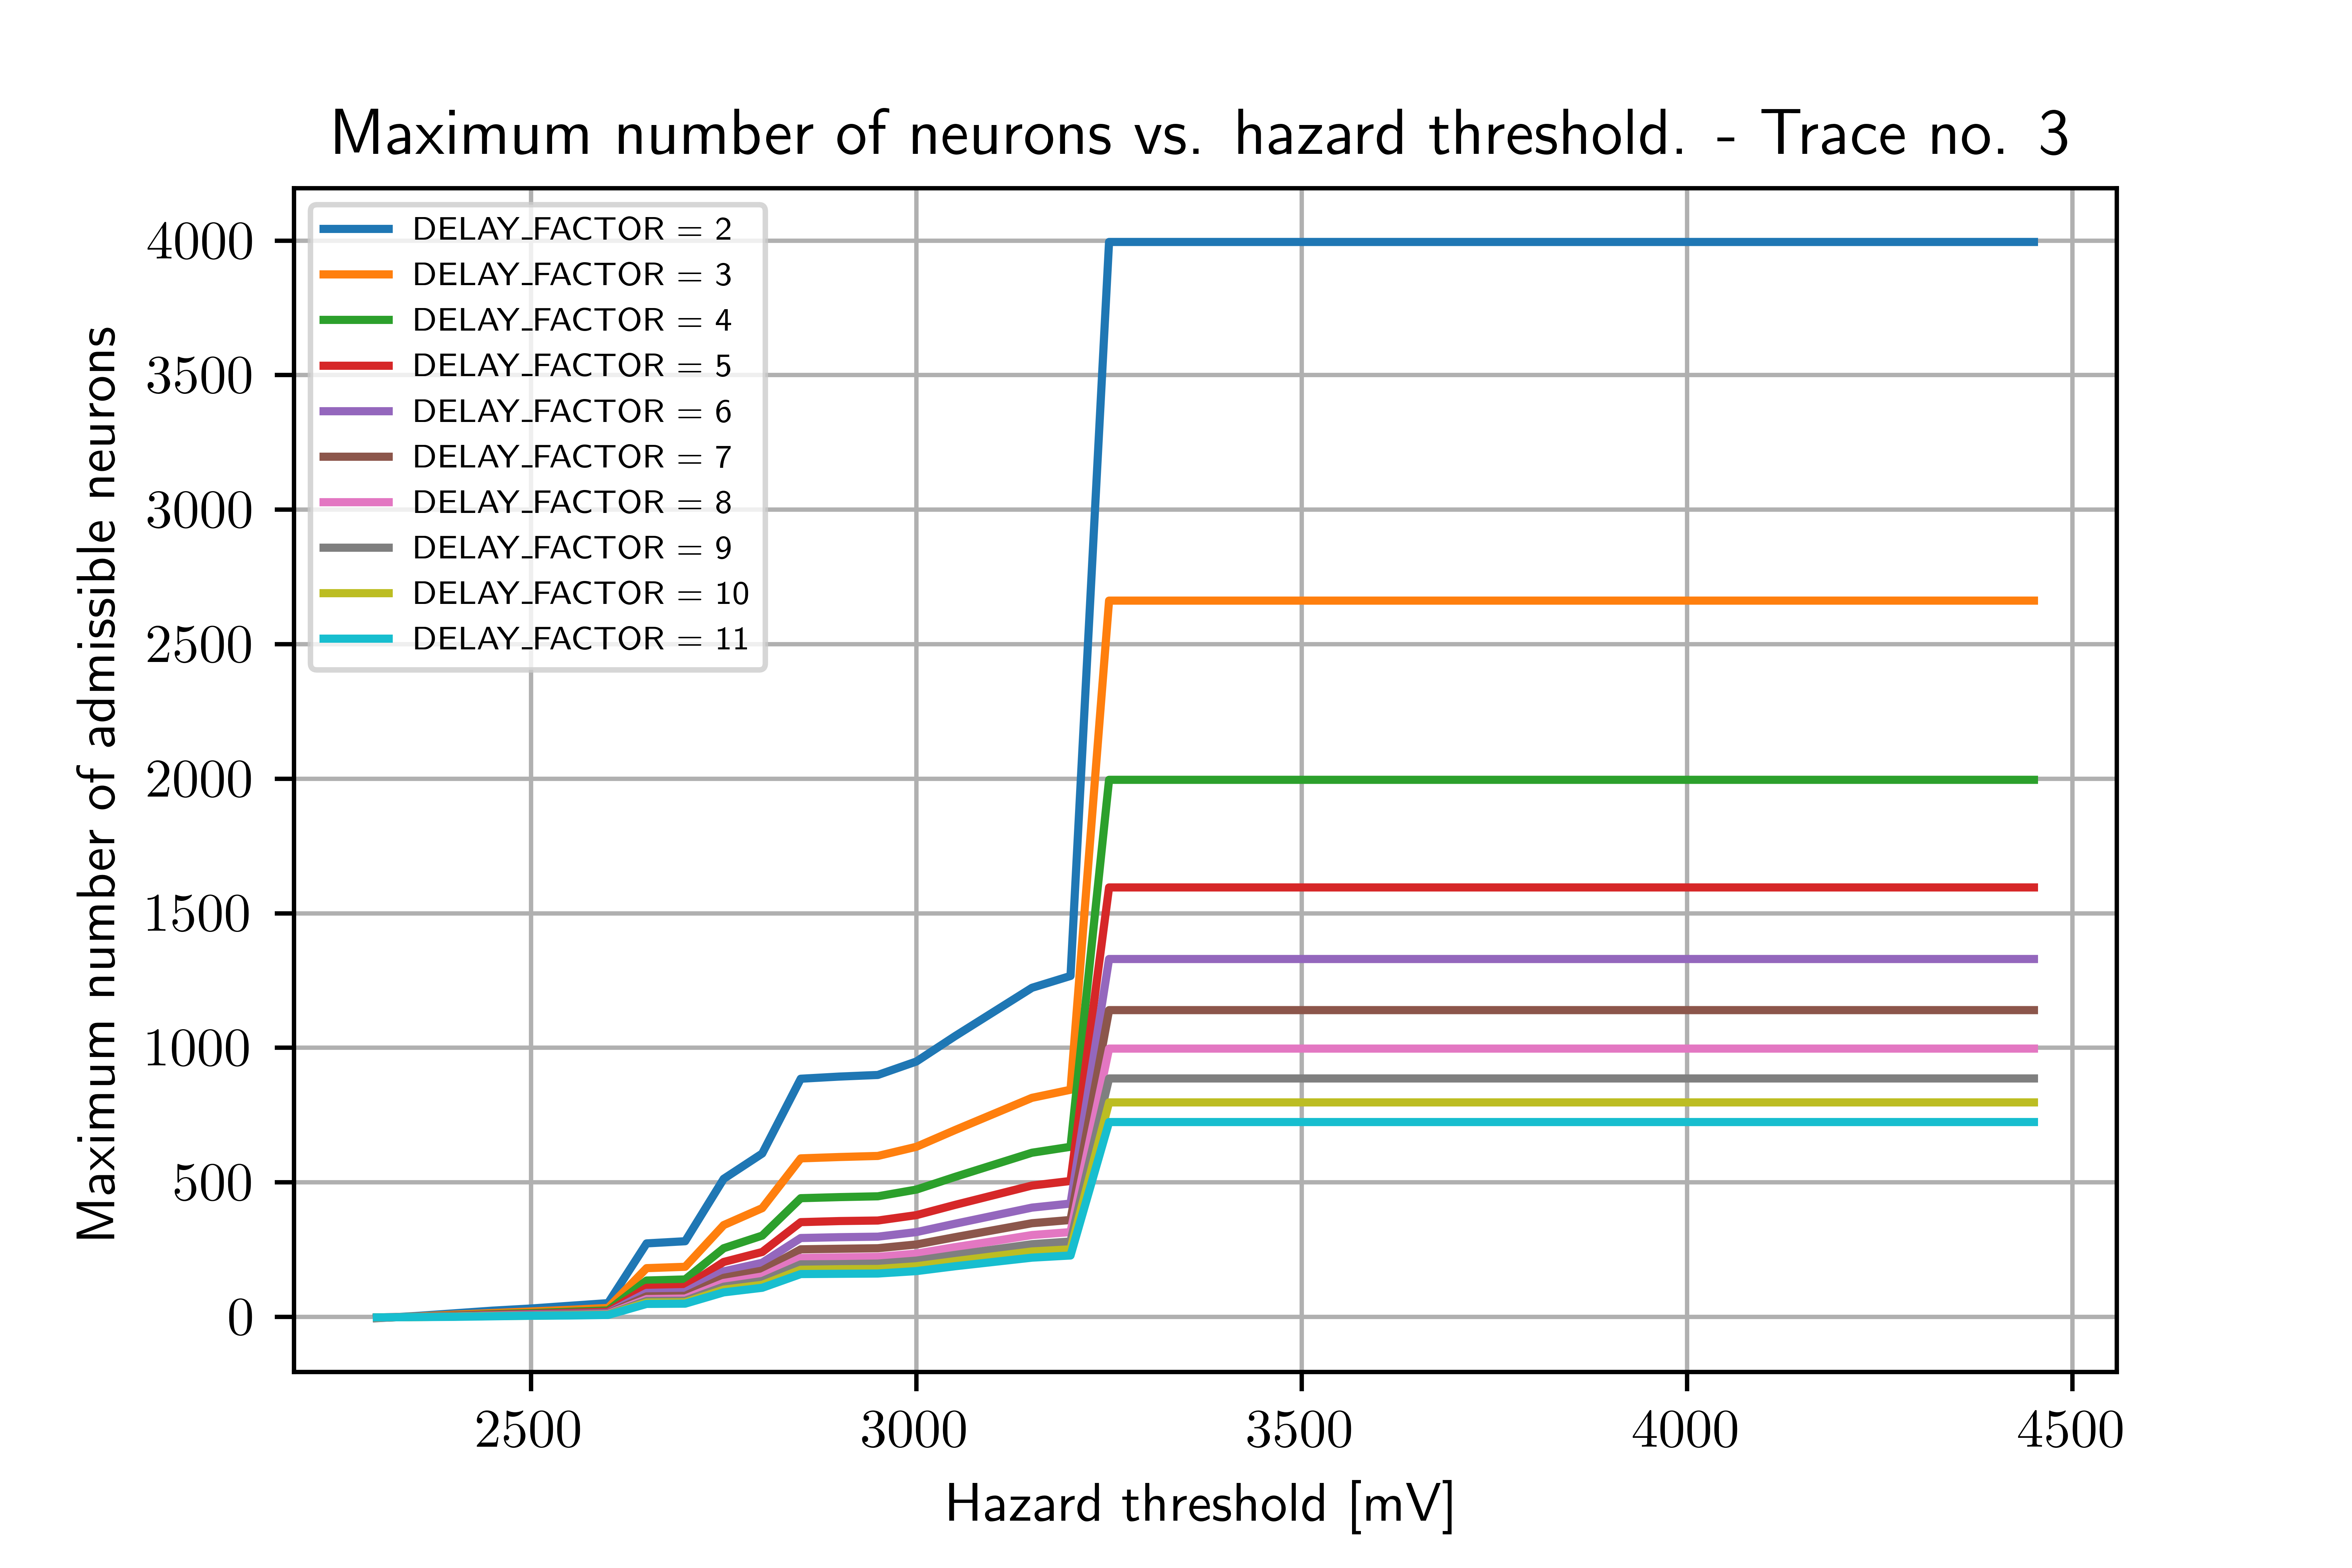 Maximum number of neurons vs. hazard threshold. - Trace no. 3
Maximum number of admissible neurons
4000
3500
3000
2500
2000
1500
1000
500
0
DELAY_FACTOR = 2
DELAY_FACTOR = 3
DELAY_FACTOR = 4
DELAY_FACTOR = 5
DELAY_FACTOR = 6
DELAY_FACTOR = 7
DELAY_FACTOR = 8
DELAY_FACTOR = 9
DELAY_FACTOR = 10
DELAY_FACTOR = 11
2500 3000 3500 4000 4500
Hazard threshold [mV]